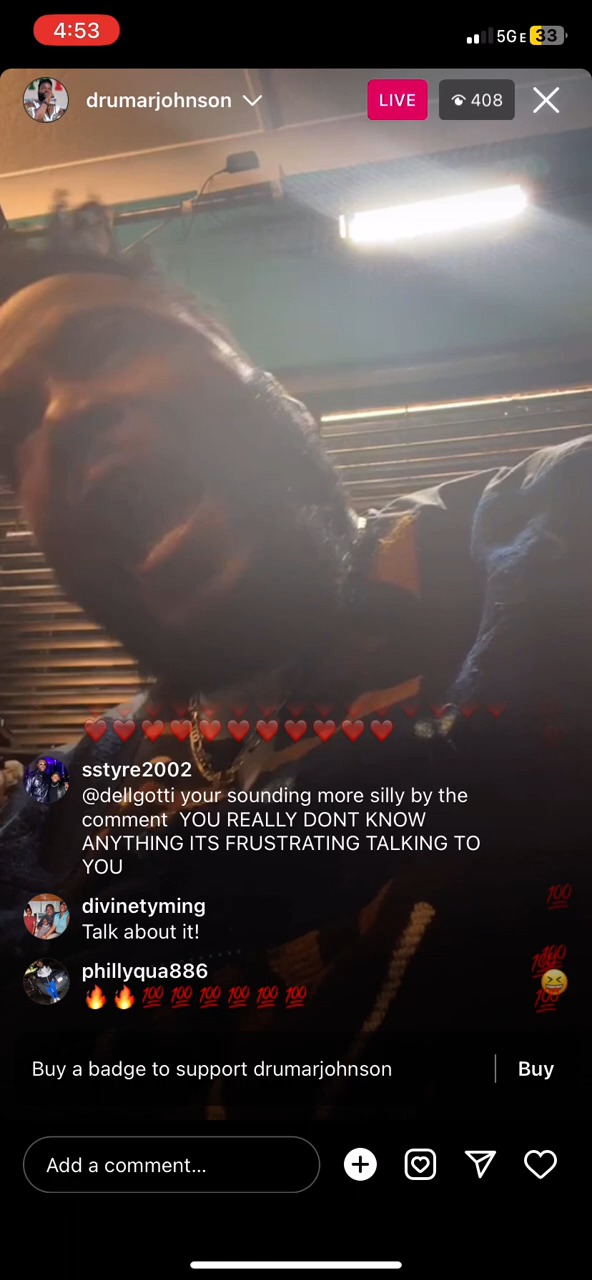 4:53
5GE 33
drumarjohnson
LIVE
408
sstyre2002
@dellgotti your sounding more silly by the
comment YOU REALLY DONT KNOW
ANYTHING ITS FRUSTRATING TALKING TO
YOU
divinetyming
Talk about it!
phillyqua886
🔥🔥💯💯💯💯💯💯
Buy a badge to support drumarjohnson
Buy
Add a comment...